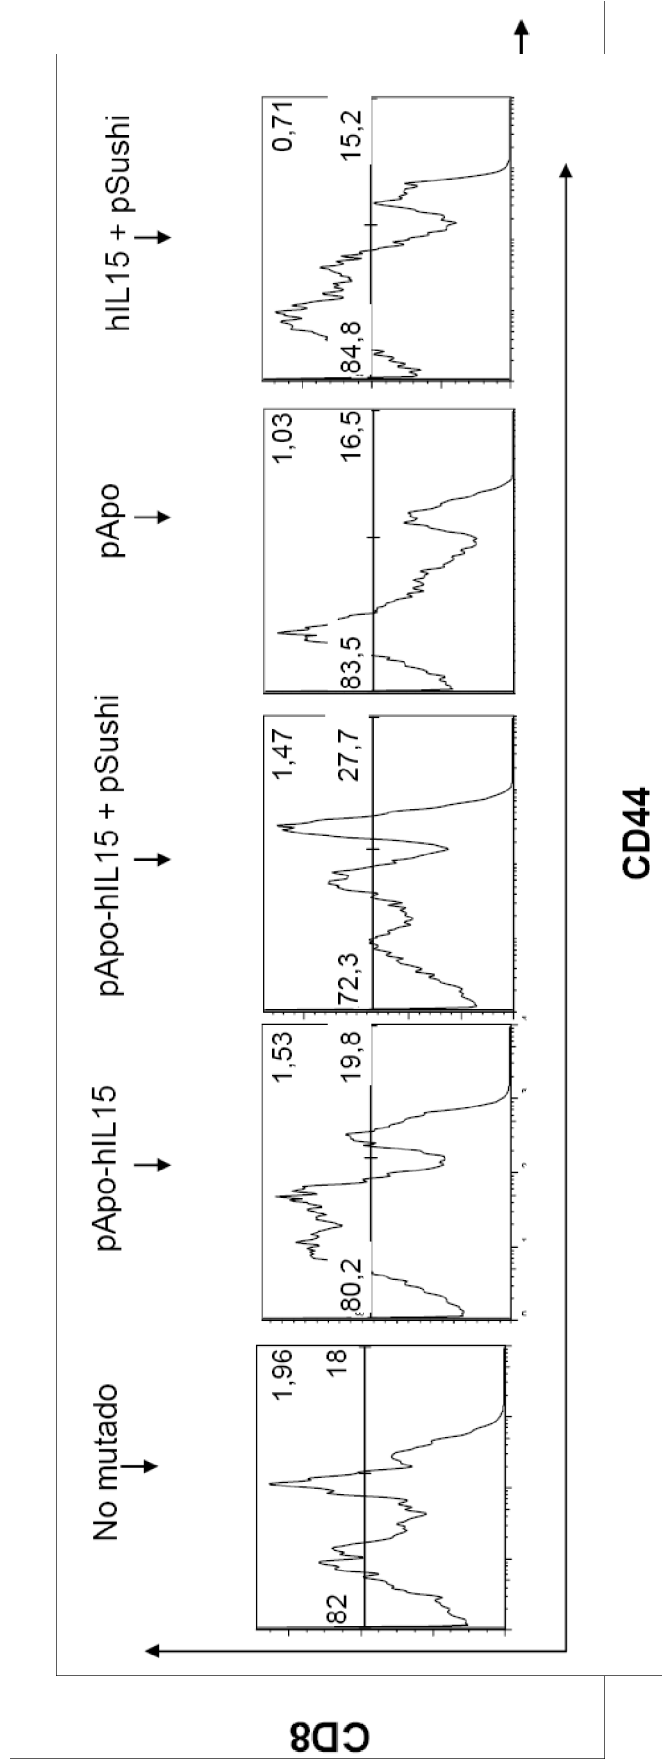 No mutado
pApo-hIL15
pApo-hIL15 + pSushi
pApo
hIL15 + pSushi
1,96
82
18
1,53
80,2
19,8
1,47
72,3
27,7
1,03
83,5
16,5
0,71
84,8
15,2
CD8
CD44